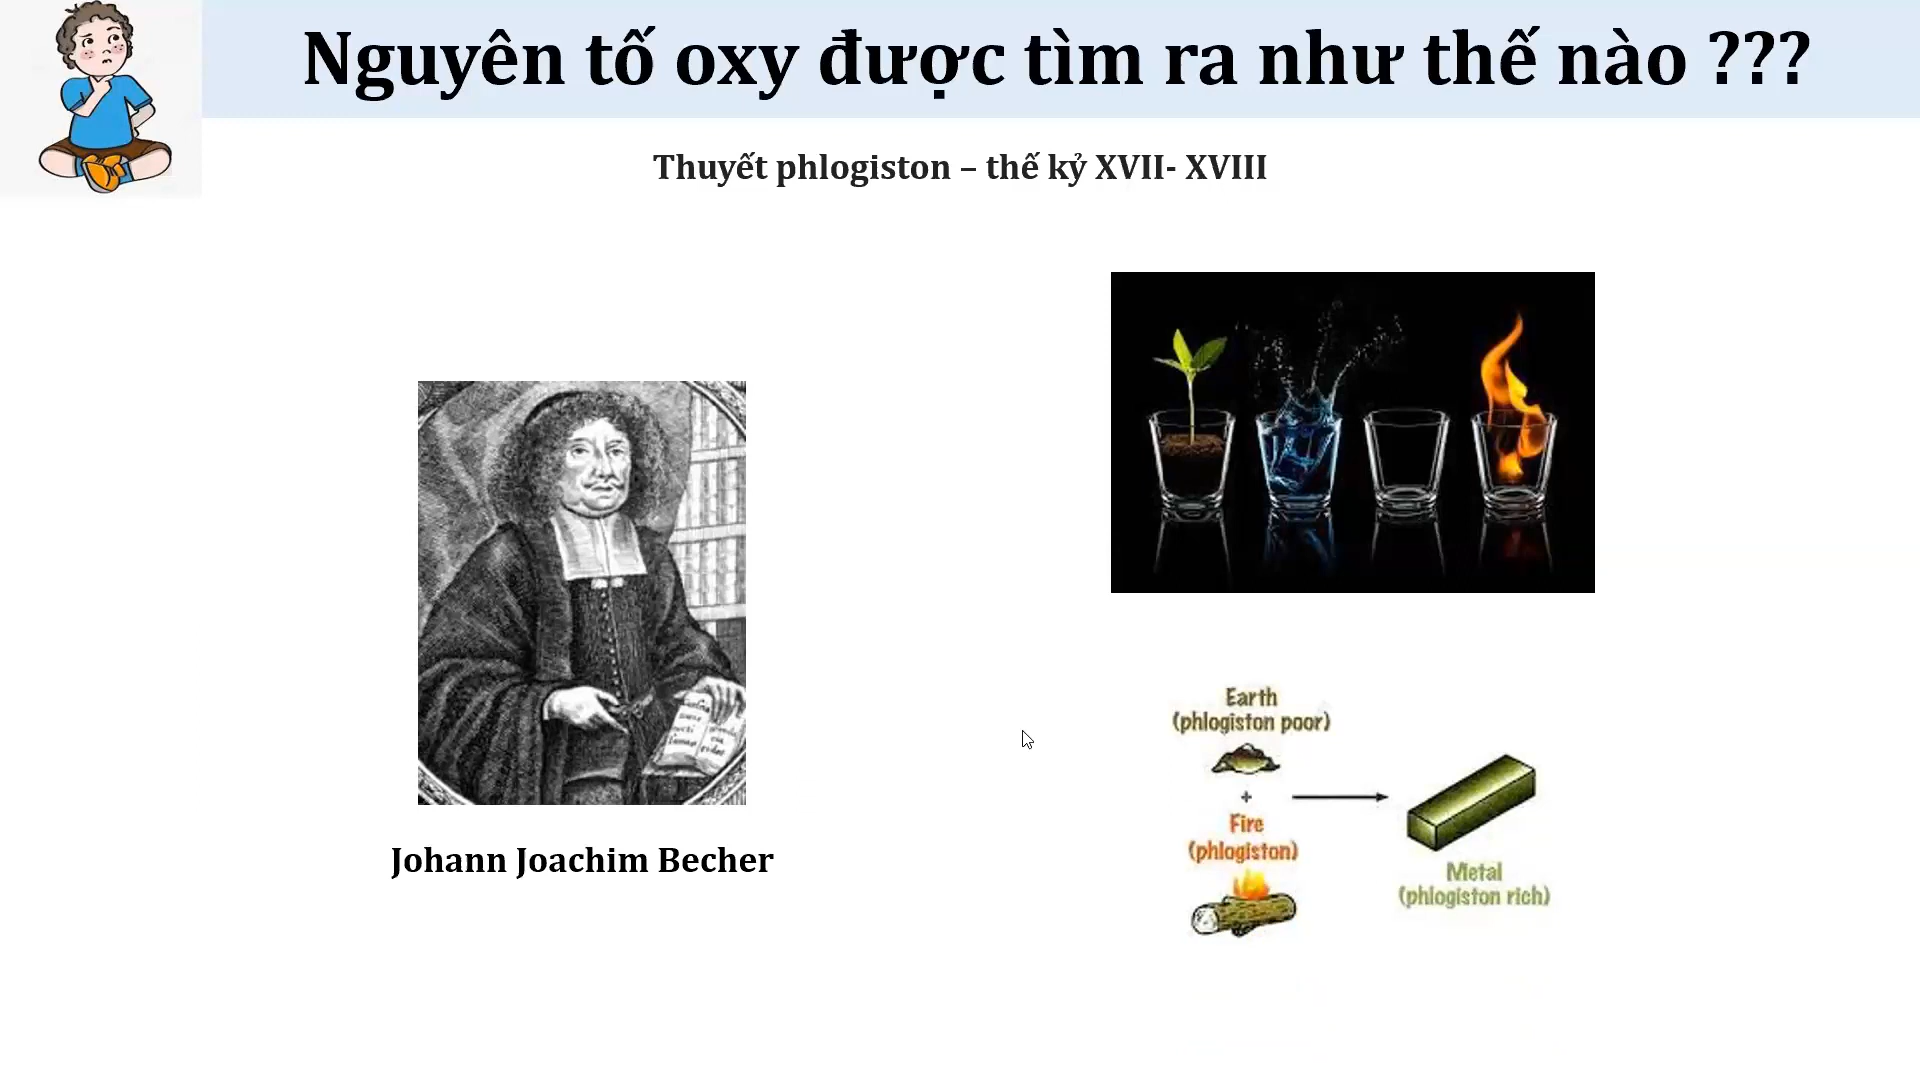 Nguyên tố oxy được tìm ra như thế nào ???
Thuyết phlogiston – thế kỷ XVII- XVIII
Johann Joachim Becher
Earth
(phlogiston poor)
+
Fire
(phlogiston)
Metal
(phlogiston rich)